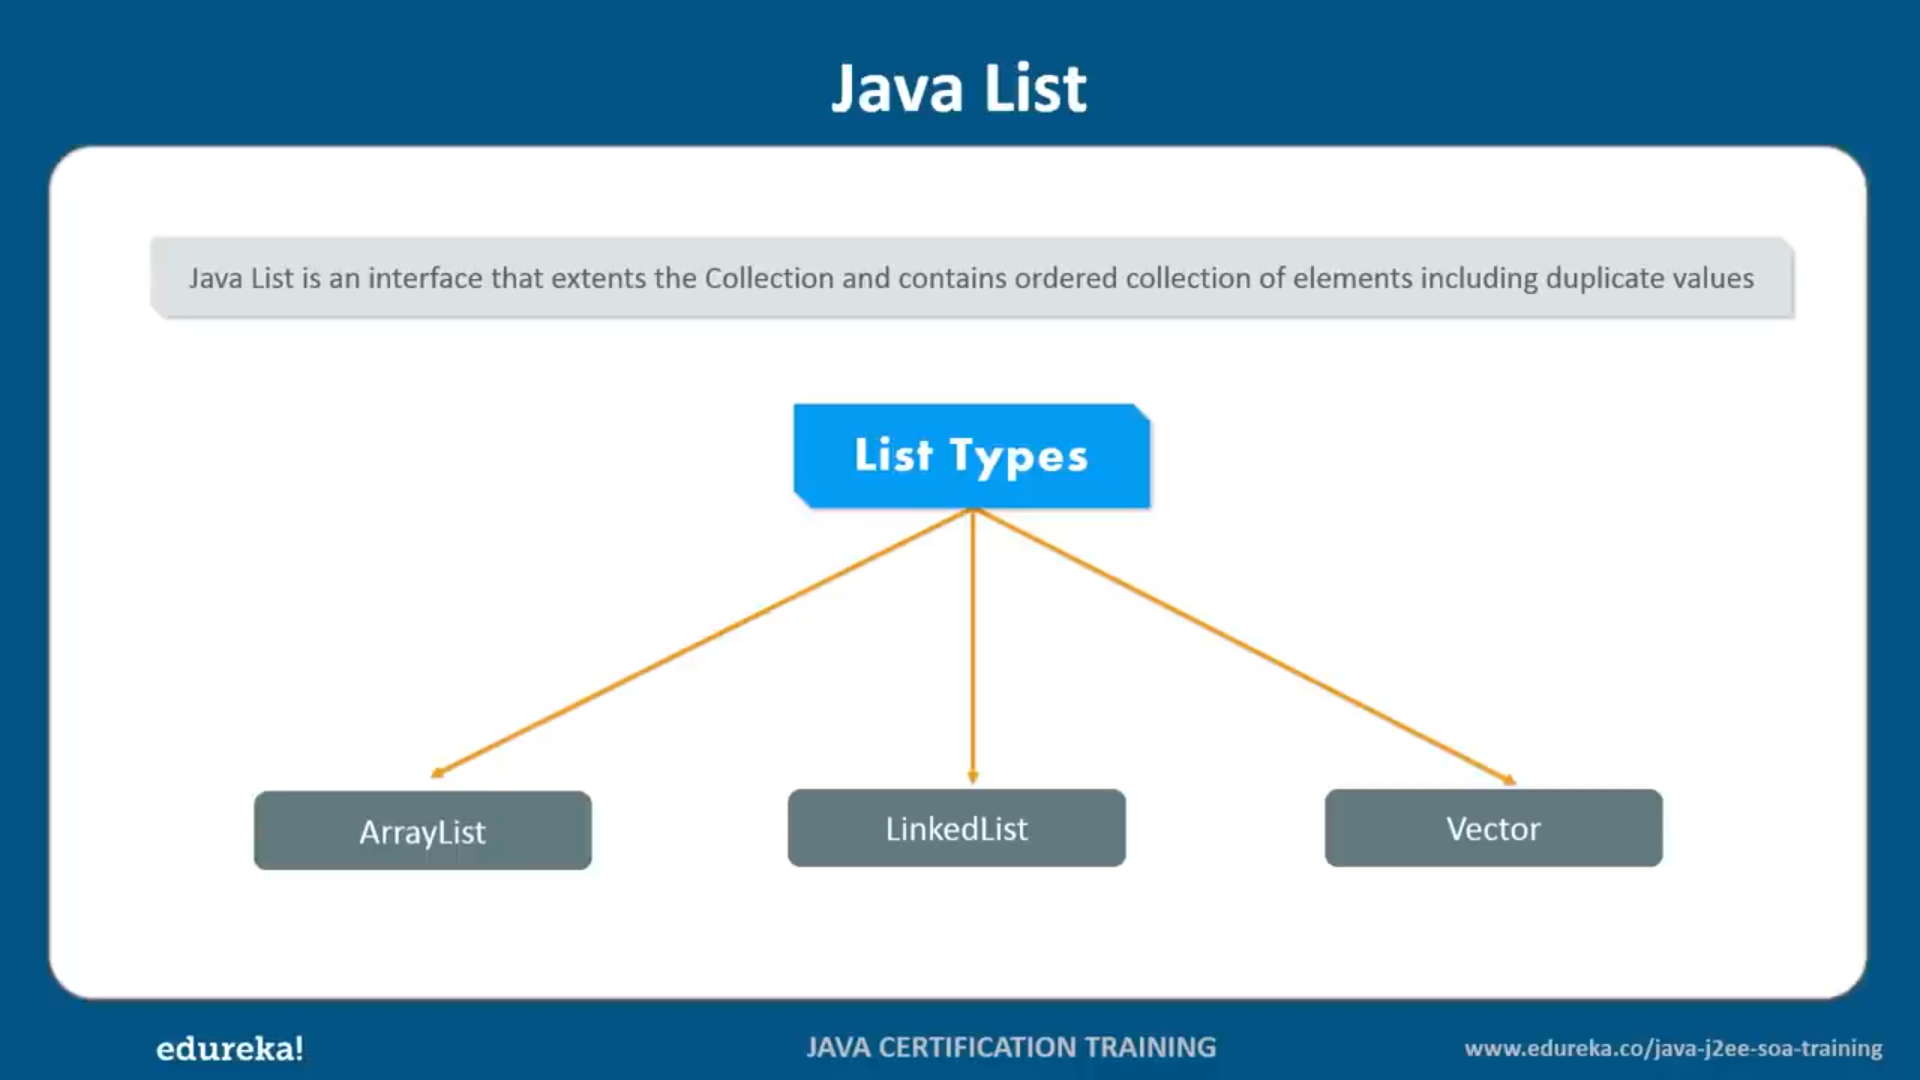 Java List
Java List is an interface that extents the Collection and contains ordered collection of elements including duplicate values
List Types
ArrayList
LinkedList
Vector
edureka!
JAVA CERTIFICATION TRAINING
www.edureka.co/java-j2ee-soa-training